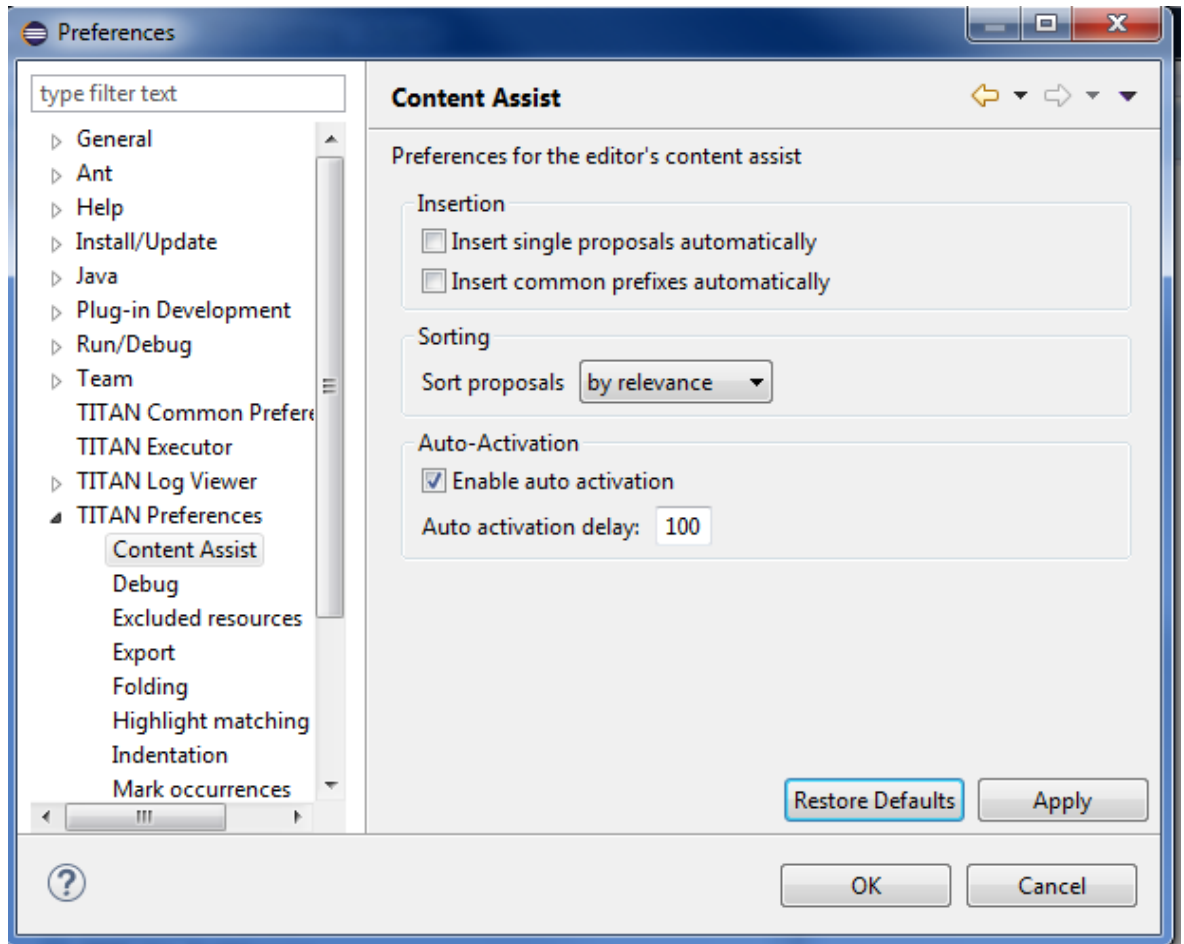 Preferences
type filter text
General
Ant
Help
Install/Update
Java
Plug-in Development
Run/Debug
Team
TITAN Common Prefere
TITAN Executor
TITAN Log Viewer
TITAN Preferences
Content Assist
Debug
Excluded resources
Export
Folding
Highlight matching
Indentation
Mark occurrences
Content Assist
Preferences for the editor's content assist
Insertion
Insert single proposals automatically
Insert common prefixes automatically
Sorting
Sort proposals by relevance
Auto-Activation
Enable auto activation
Auto activation delay: 100
Restore Defaults Apply
OK Cancel